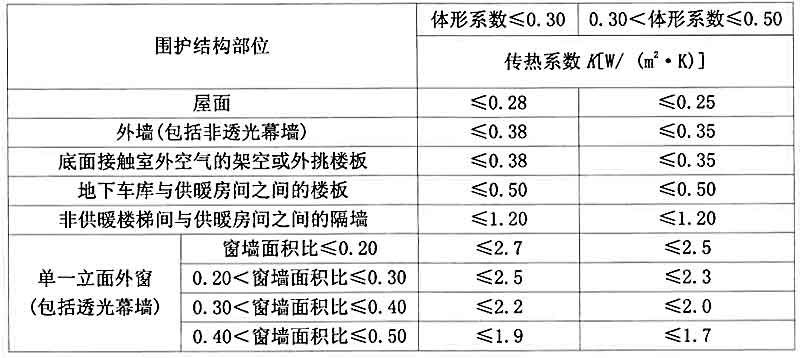 围护结构部位 体形系数≤0.30 0.30<体形系数≤0.50
传热系数 K[W/ (m²·K)]
屋面 ≤0.28 ≤0.25
外墙(包括非透光幕墙) ≤0.38 ≤0.35
底面接触室外空气的架空或外挑楼板 ≤0.38 ≤0.35
地下车库与供暖房间之间的楼板 ≤0.50 ≤0.50
非供暖楼梯间与供暖房间之间的隔墙 ≤1.20 ≤1.20
单一立面外窗
(包括透光幕墙)
窗墙面积比≤0.20 ≤2.7 ≤2.5
0.20<窗墙面积比≤0.30 ≤2.5 ≤2.3
0.30<窗墙面积比≤0.40 ≤2.2 ≤2.0
0.40<窗墙面积比≤0.50 ≤1.9 ≤1.7